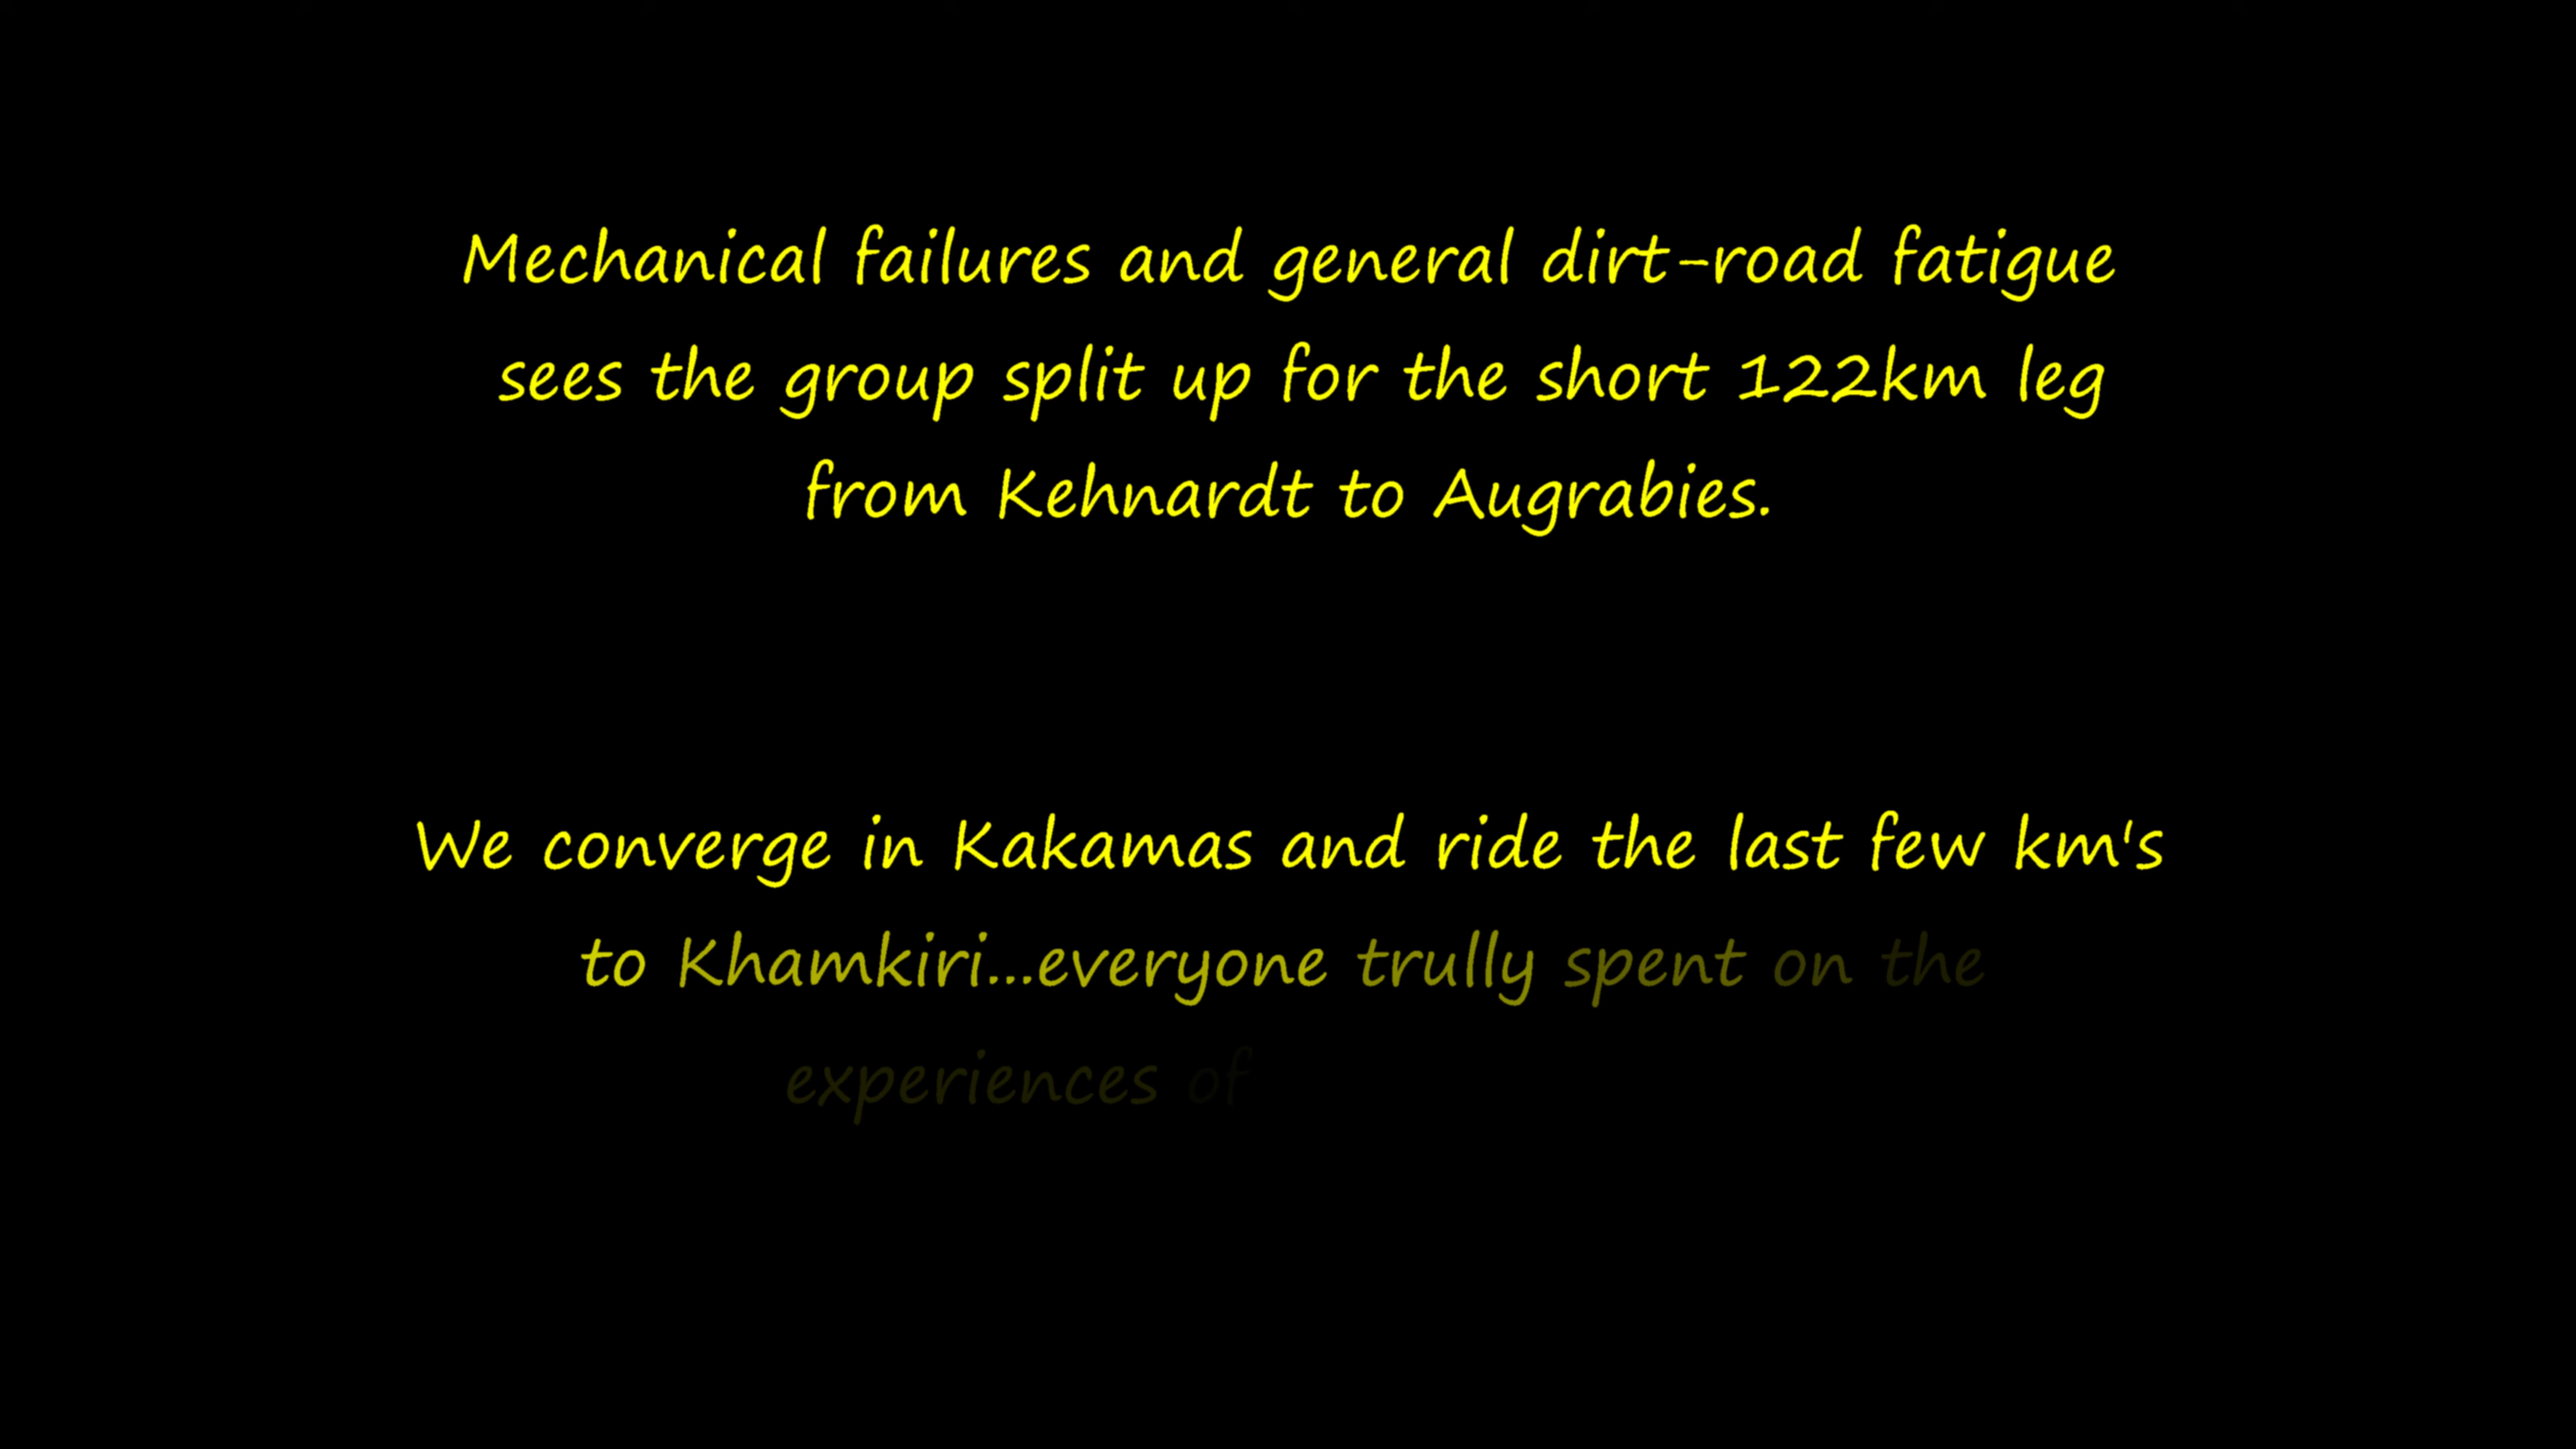 Mechanical failures and general dirt-road fatigue
sees the group split up for the short 122km leg
from Kehnardt to Augrabies.
We converge in Kakamas and ride the last few km's
to Khamkiri...everyone trully spent on the
experiences of